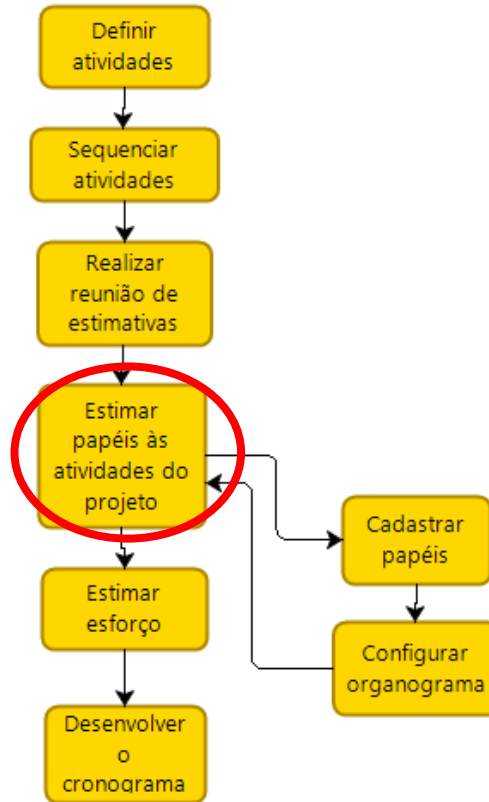 Definir
atividades
Sequenciar
atividades
Realizar
reunião de
estimativas
Estimar
papéis às
atividades do
projeto
Cadastrar
papéis
Estimar
esforço
Configurar
organograma
Desenvolver
o
cronograma